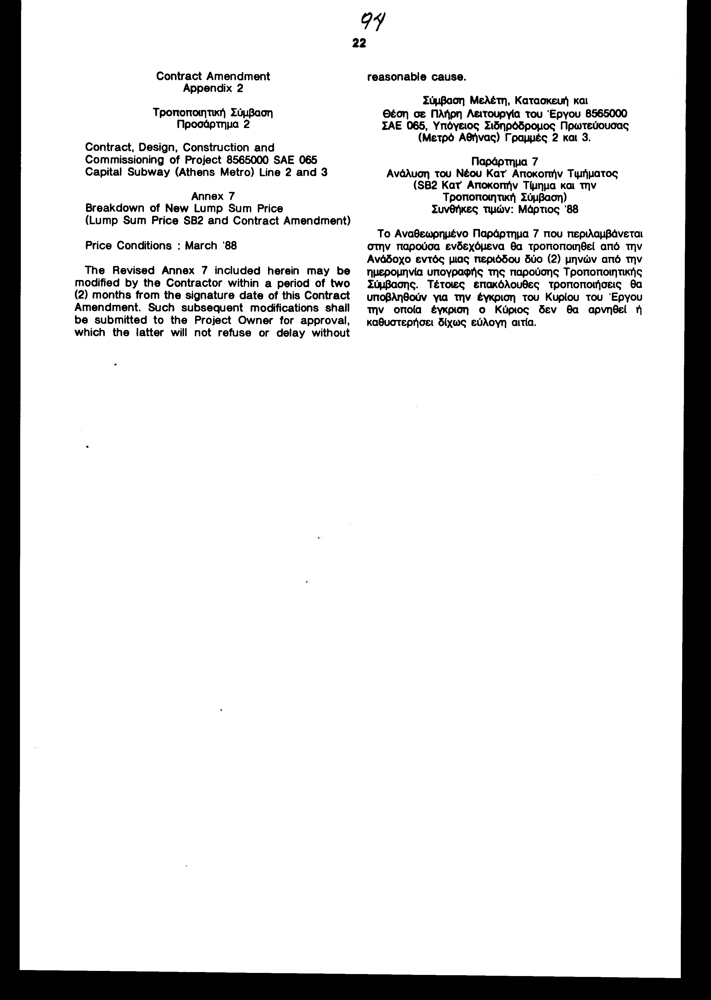 94
22
Contract Amendment
Appendix 2
Τροποποιητική Σύμβαση
Προσάρτημα 2
Contract, Design, Construction and
Commissioning of Project 8565000 SAE 065
Capital Subway (Athens Metro) Line 2 and 3
Annex 7
Breakdown of New Lump Sum Price
(Lump Sum Price SB2 and Contract Amendment)
Price Conditions : March '88
The Revised Annex 7 included herein may be
modified by the Contractor within a period of two
(2) months from the signature date of this Contract
Amendment. Such subsequent modifications shall
be submitted to the Project Owner for approval,
which the latter will not refuse or delay without
reasonable cause.
Σύμβαση Μελέτη, Κατασκευή και
Θέση σε Πλήρη Λειτουργία του Έργου 8565000
ΣΑΕ 065, Υπόγειος Σιδηρόδρομος Πρωτεύουσας
(Μετρό Αθήνας) Γραμμές 2 και 3.
Παράρτημα 7
Ανάλυση του Νέου Κατ' Αποκοπήν Τιμήματος
(SB2 Κατ' Αποκοπήν Τίμημα και την
Τροποποιητική Σύμβαση)
Συνθήκες τιμών: Μάρτιος '88
Το Αναθεωρημένο Παράρτημα 7 που περιλαμβάνεται
στην παρούσα ενδεχόμενα θα τροποποιηθεί από την
Ανάδοχο εντός μιας περιόδου δύο (2) μηνών από την
ημερομηνία υπογραφής της παρούσης Τροποποιητικής
Σύμβασης. Τέτοιες επακόλουθες τροποποιήσεις θα
υποβληθούν για την έγκριση του Κυρίου του Έργου
την οποία έγκριση ο Κύριος δεν θα αρνηθεί ή
καθυστερήσει δίχως εύλογη αιτία.